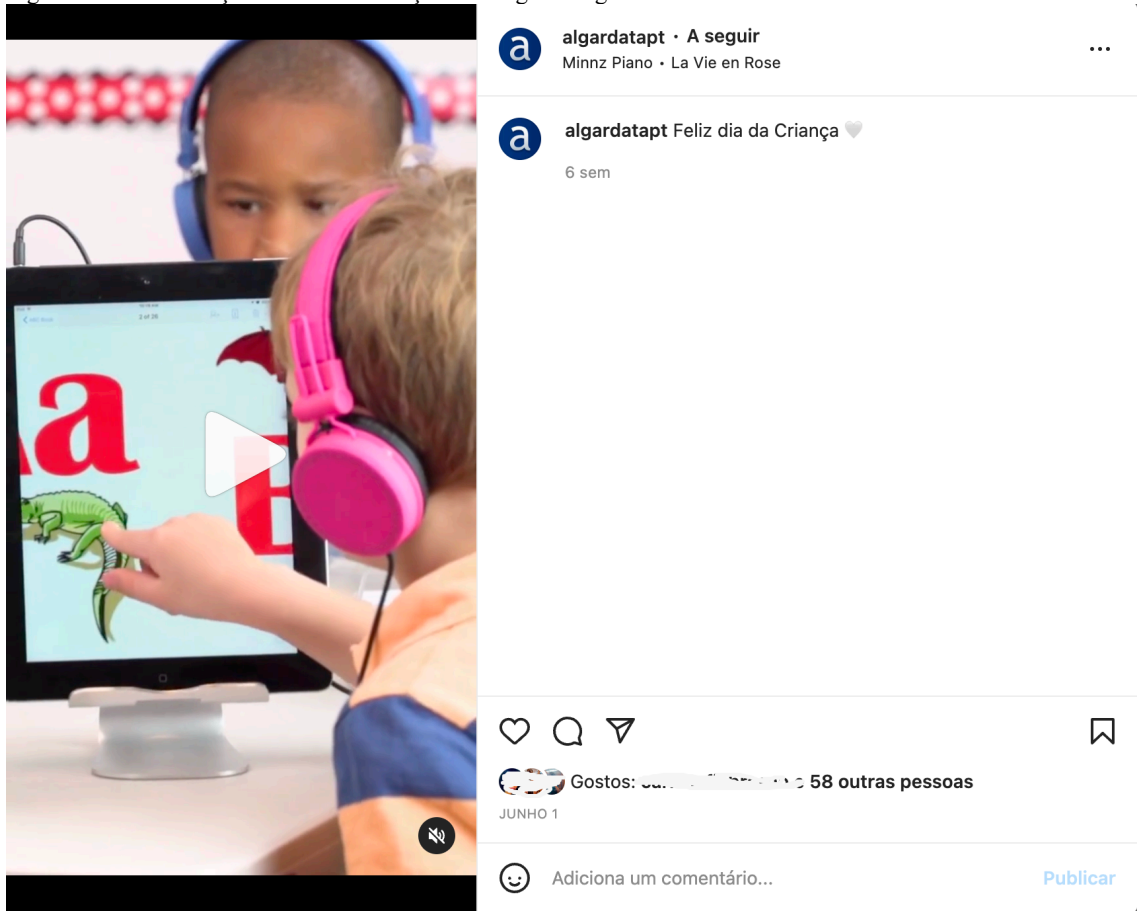 algardatapt • A seguir
Minnz Piano • La Vie en Rose
algardatapt Feliz dia da Criança
6 sem
2 of 26
a
B
Gostos:
58 outras pessoas
JUNHO 1
Adiciona um comentário...
Publicar